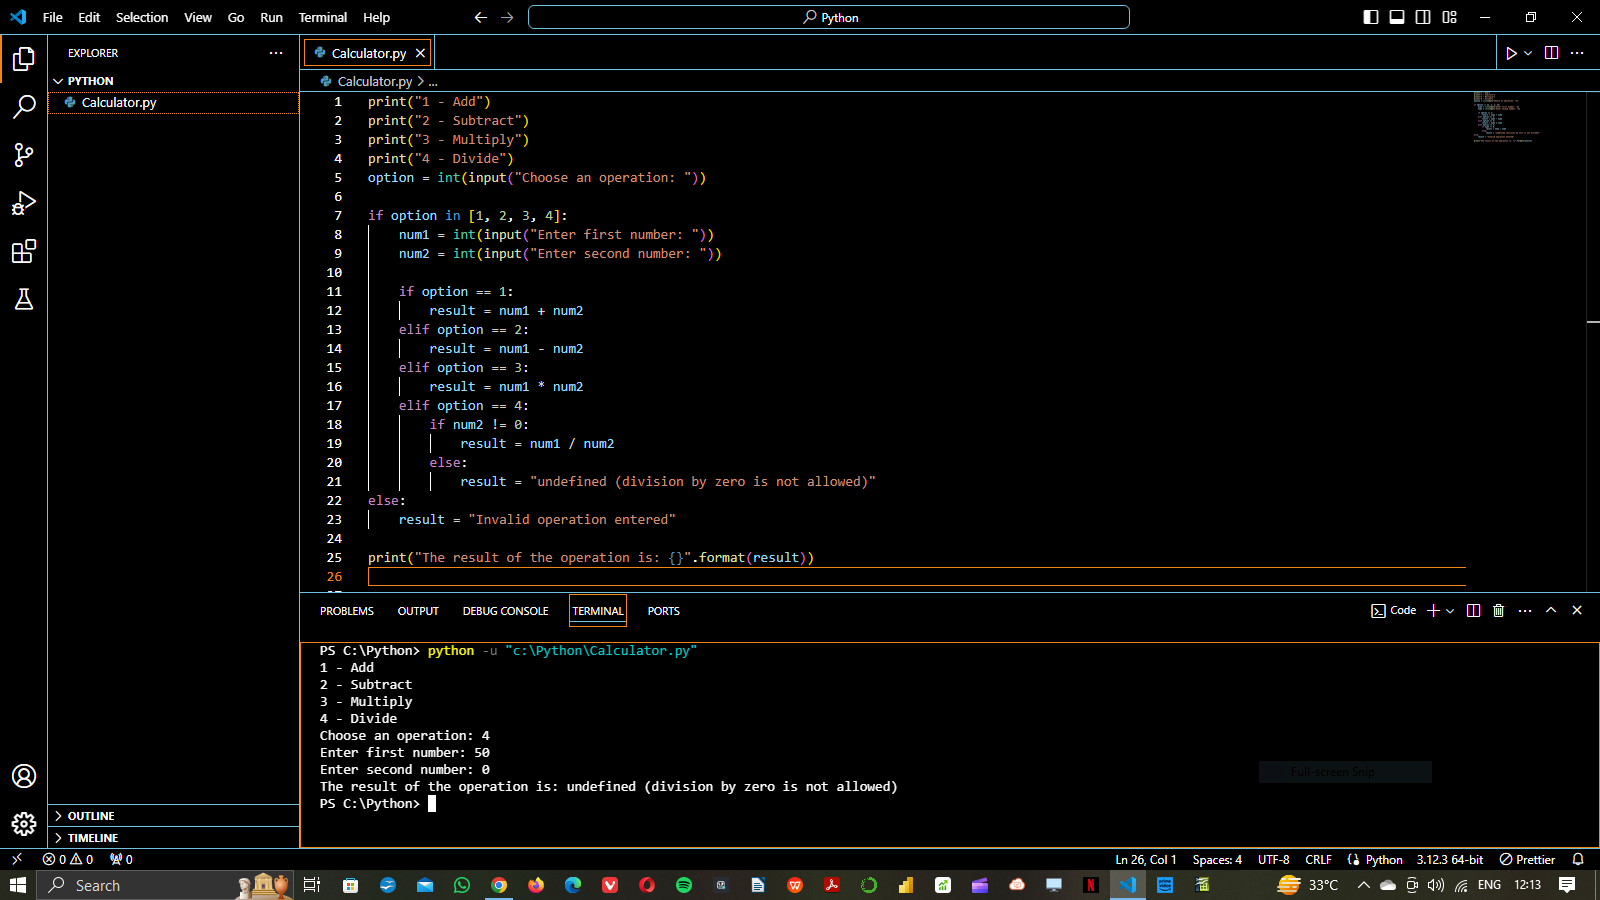 File Edit Selection View Go Run Terminal Help
Python
EXPLORER
PYTHON
Calculator.py
Calculator.py
Calculator.py > ...
1 print("1 - Add")
2 print("2 - Subtract")
3 print("3 - Multiply")
4 print("4 - Divide")
5 option = int(input("Choose an operation: "))
6
7 if option in [1, 2, 3, 4]:
8 num1 = int(input("Enter first number: "))
9 num2 = int(input("Enter second number: "))
10
11 if option == 1:
12 result = num1 + num2
13 elif option == 2:
14 result = num1 - num2
15 elif option == 3:
16 result = num1 * num2
17 elif option == 4:
18 if num2 != 0:
19 result = num1 / num2
20 else:
21 result = "undefined (division by zero is not allowed)"
22 else:
23 result = "Invalid operation entered"
24
25 print("The result of the operation is: {}".format(result))
26
PROBLEMS OUTPUT DEBUG CONSOLE TERMINAL PORTS
Code
PS C:\Python> python -u "c:\Python\Calculator.py"
1 - Add
2 - Subtract
3 - Multiply
4 - Divide
Choose an operation: 4
Enter first number: 50
Enter second number: 0
The result of the operation is: undefined (division by zero is not allowed)
PS C:\Python>
Full-screen Snip
OUTLINE
TIMELINE
0 0 0
Ln 26, Col 1 Spaces: 4 UTF-8 CRLF Python 3.12.3 64-bit Prettier
Search
33°C ENG 12:13